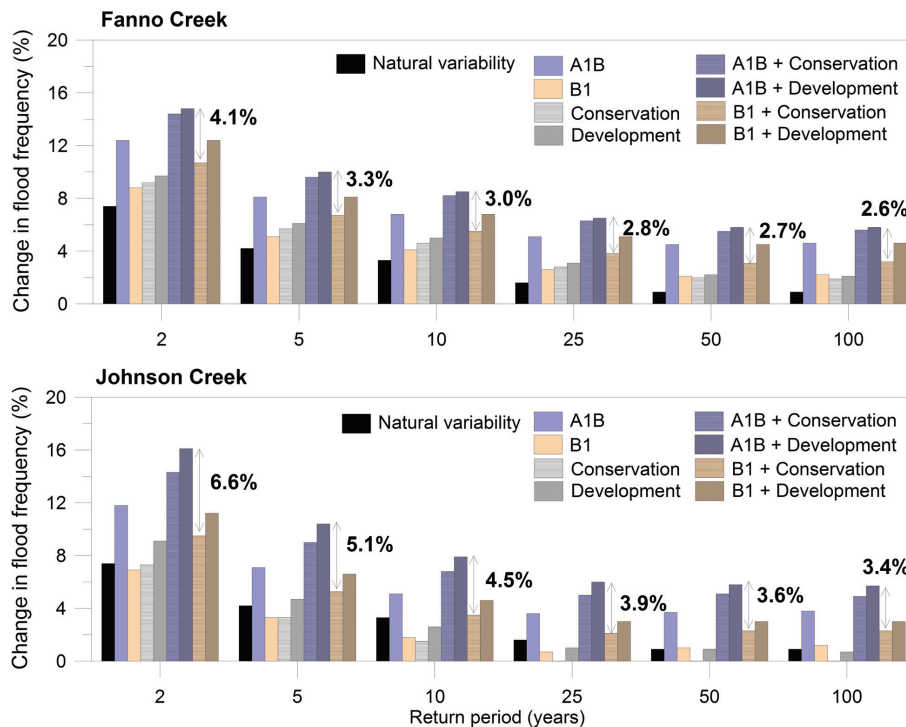 Fanno Creek
Change in flood frequency (%)
20
16
12
8
4
0
Natural variability
A1B
B1
Conservation
Development
A1B + Conservation
A1B + Development
B1 + Conservation
B1 + Development
4.1%
3.3%
3.0%
2.8%
2.7%
2.6%
2 5 10 25 50 100
Johnson Creek
Change in flood frequency (%)
20
16
12
8
4
0
Natural variability
A1B
B1
Conservation
Development
A1B + Conservation
A1B + Development
B1 + Conservation
B1 + Development
6.6%
5.1%
4.5%
3.9%
3.6%
3.4%
2 5 10 25 50 100
Return period (years)